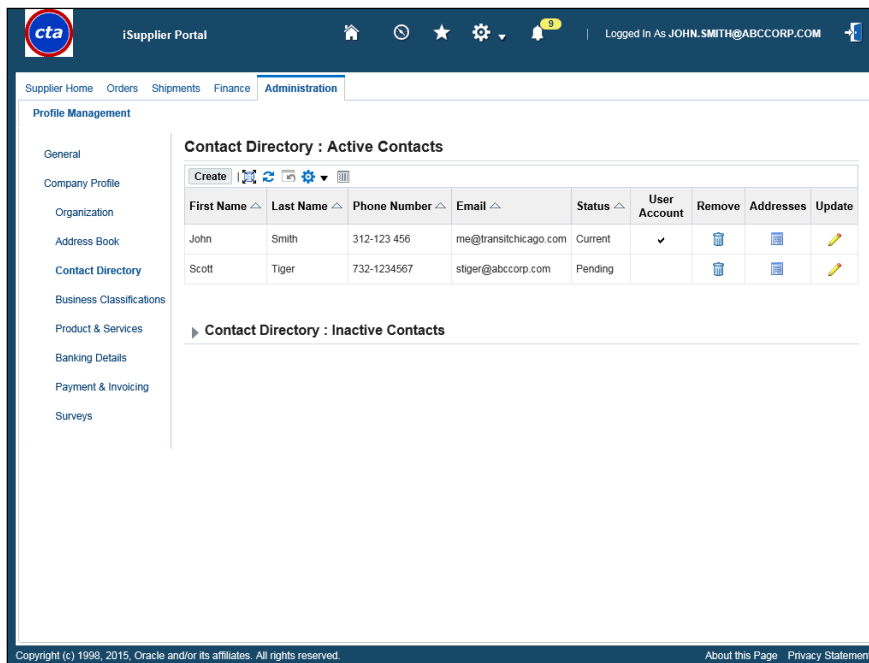 cta iSupplier Portal 9 | Logged In As JOHN.SMITH@ABCCORP.COM
Supplier Home Orders Shipments Finance Administration
Profile Management
General
Company Profile
Organization
Address Book
Contact Directory
Business Classifications
Product & Services
Banking Details
Payment & Invoicing
Surveys
Contact Directory : Active Contacts
Create
First Name Last Name Phone Number Email Status User Account Remove Addresses Update
John Smith 312-123 456 me@transitchicago.com Current
Scott Tiger 732-1234567 stiger@abccorp.com Pending
Contact Directory : Inactive Contacts
Copyright (c) 1998, 2015, Oracle and/or its affiliates. All rights reserved. About this Page Privacy Statement